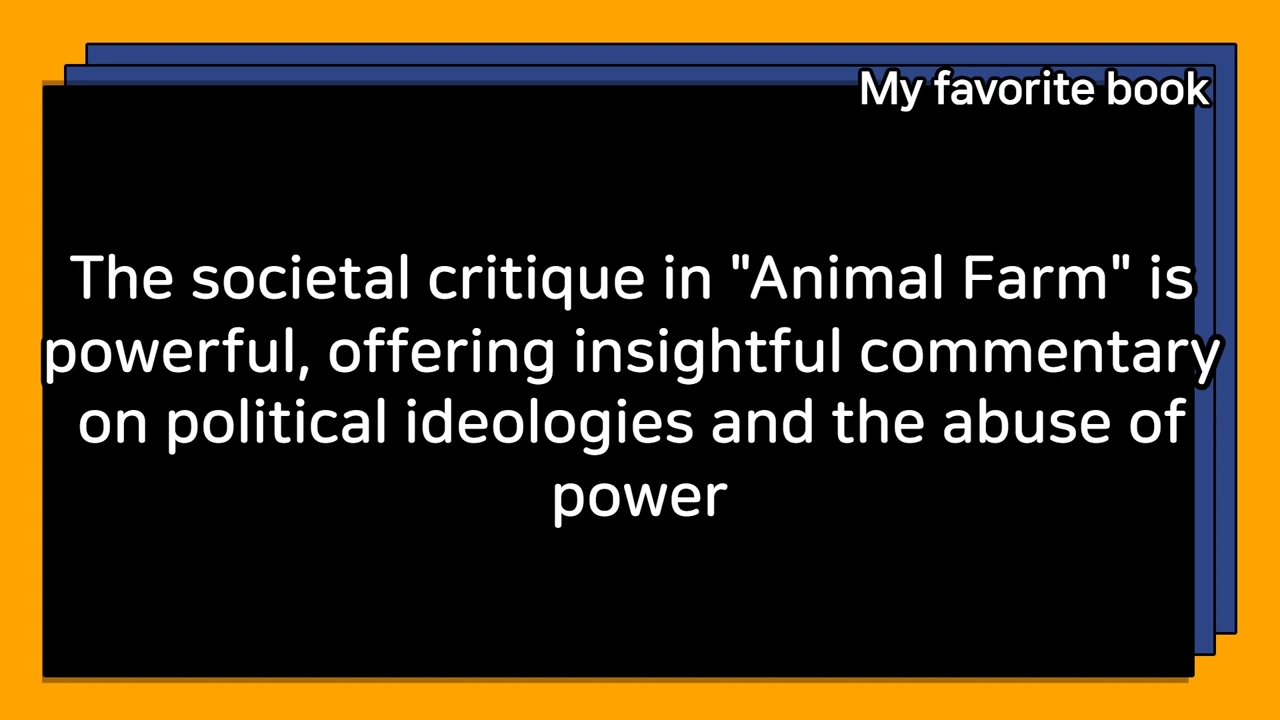 My favorite book
The societal critique in "Animal Farm" is
powerful, offering insightful commentary
on political ideologies and the abuse of
power